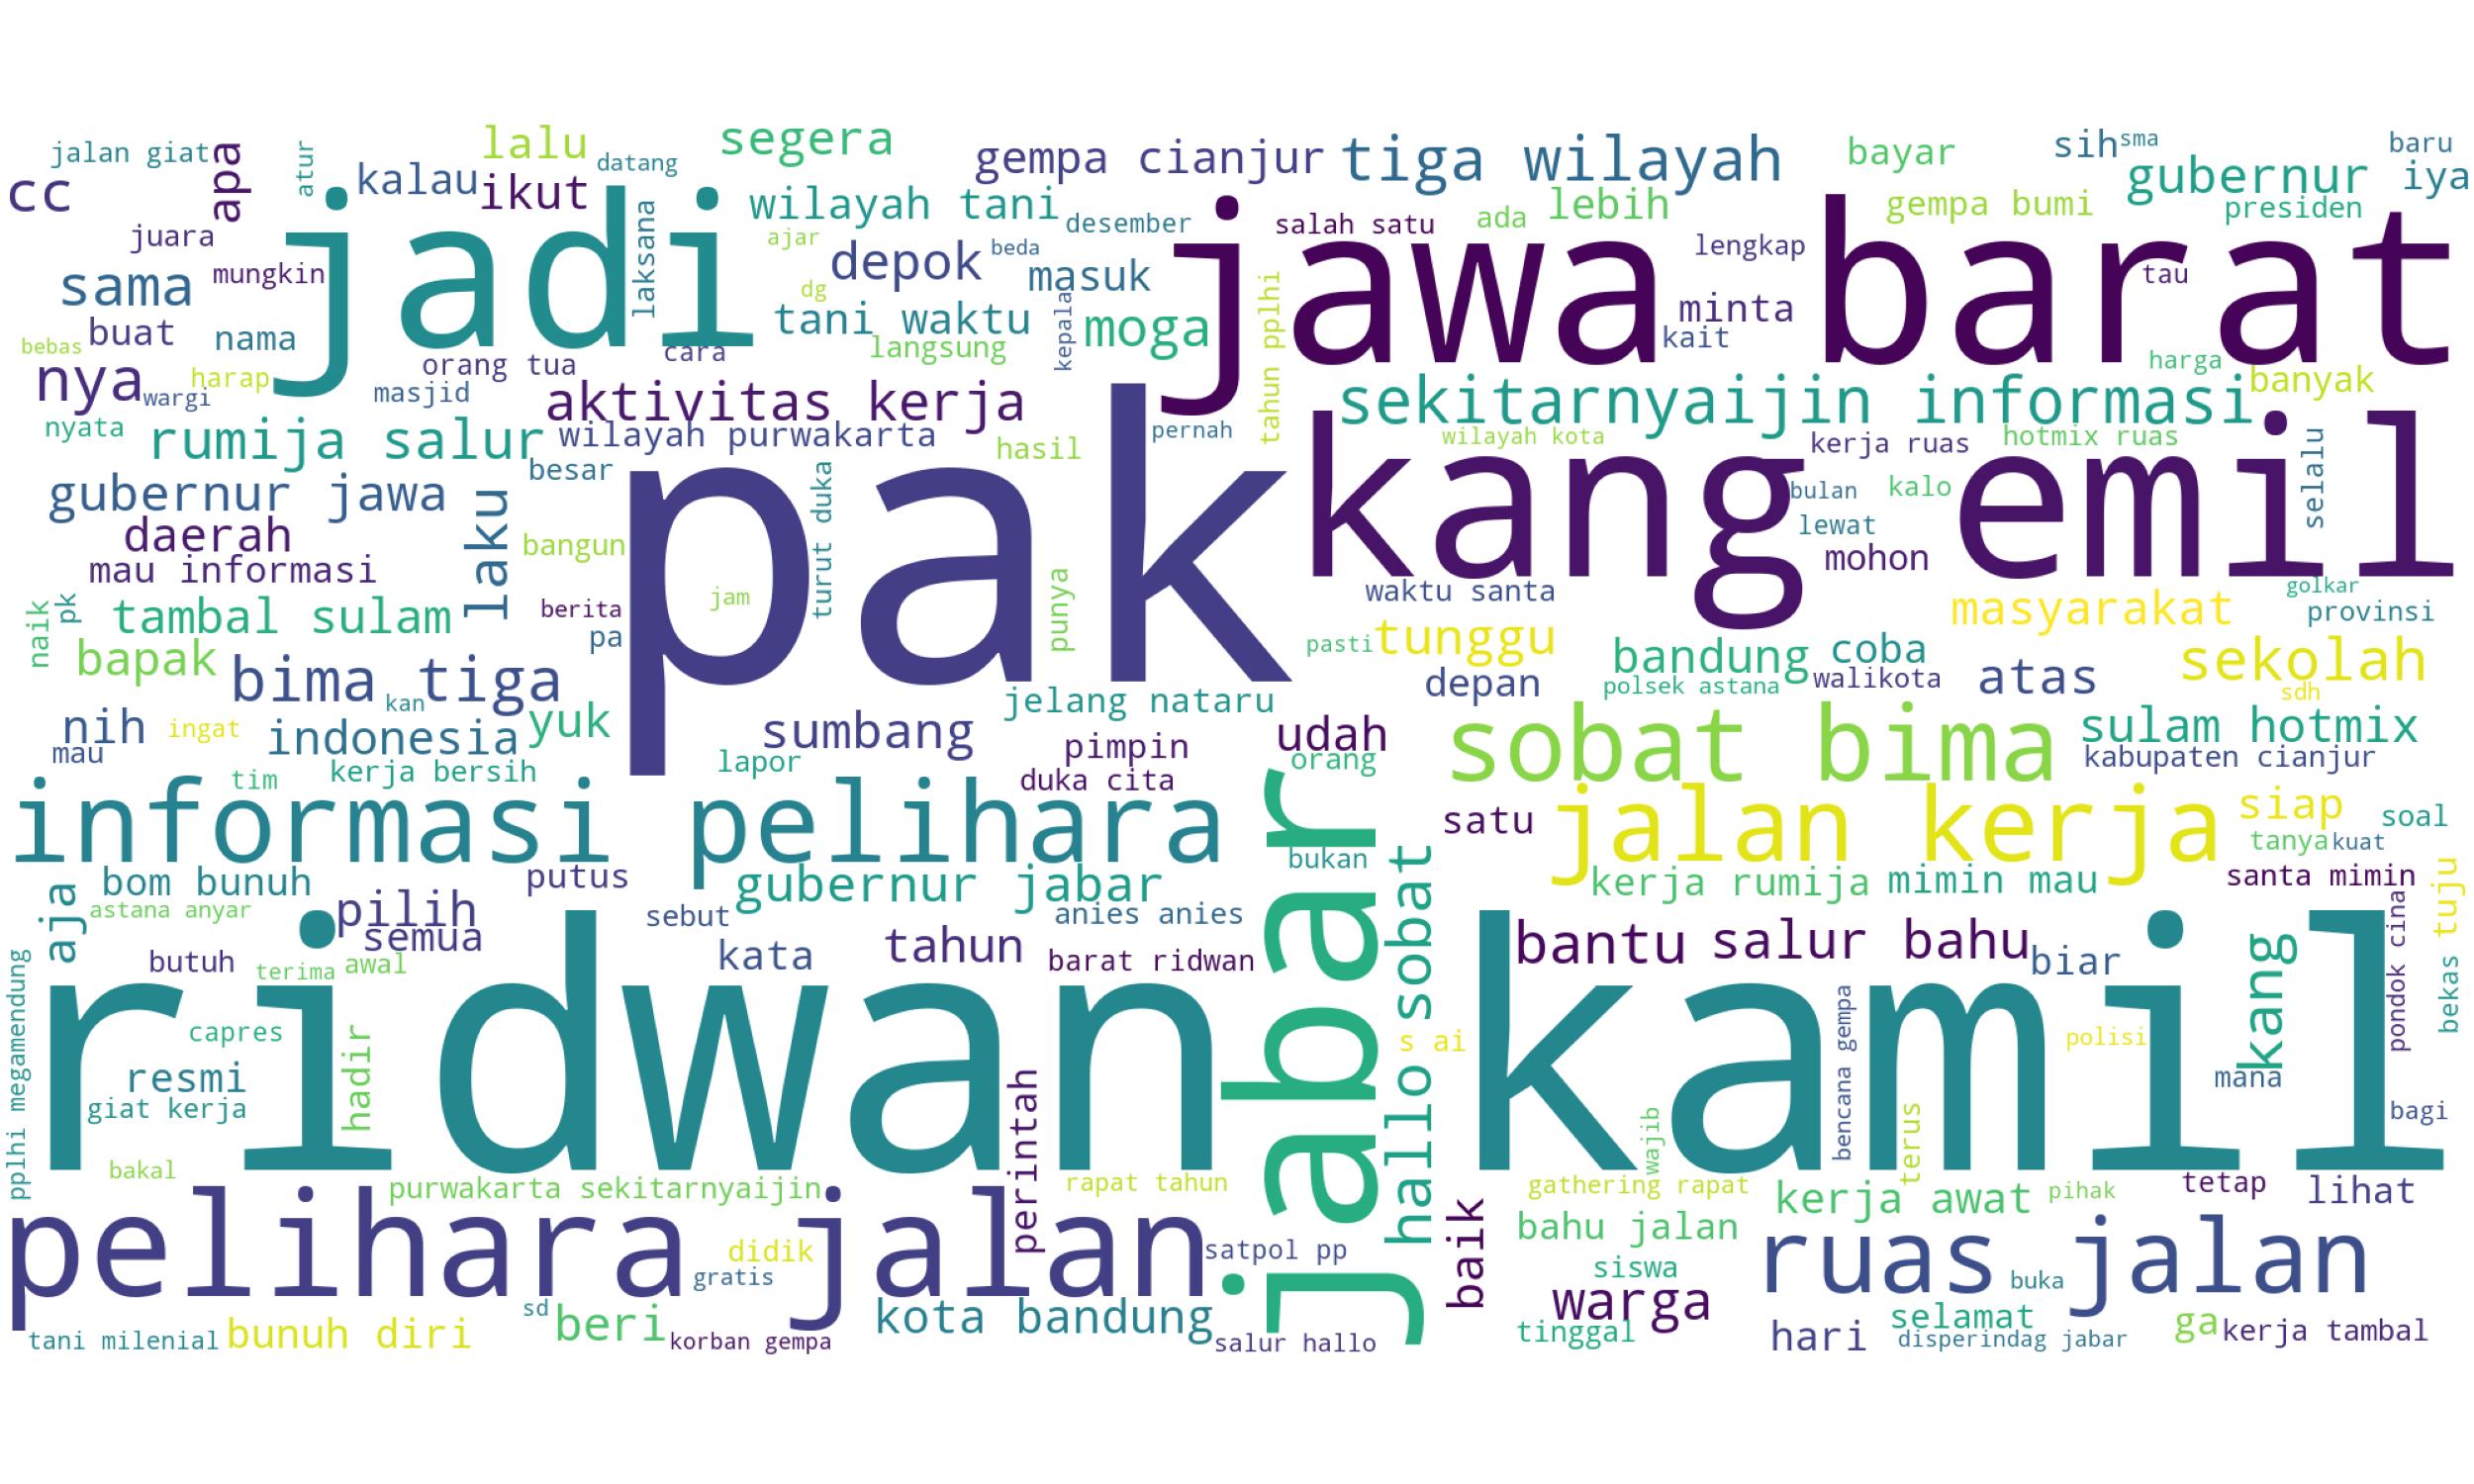 jalan giat
cc
apa
atur
kalau
lalu
ikut
datang
segera
gempa cianjur
tiga wilayah
bayar
sih
sma
baru
gubernur
iya
presiden
juara
jadi
laksana
wilayah tani
desember
salah satu
ada
lebih
gempa bumi
jawa barat
sama
mungkin
ajar
depok
beda
masuk
lengkap
tau
buat
nama
dg
tani waktu
kepala
moga
tahun pplhi
minta
kait
bebas
nya
wargi
harap
orang tua
cara
langsung
harga
banyak
masjid
aktivitas kerja
sekitarnyaijin informasi
nyata
rumija salur
wilayah purwakarta
hasil
pernah
wilayah kota
kerja ruas
hotmix ruas
selalu
besar
pak
kang emil
gubernur jawa
laku
turut duka
bulan
kalo
lewat
daerah
bangun
mohon
mau informasi
jam
punya
waktu santa
golkar
naik
pk
tambal sulam
berita
pa
masyarakat
provinsi
bapak
pasti
tunggu
bandung
coba
sekolah
bima tiga
kan
depan
polsek astana
walikota
atas
sdh
nih
ingat
indonesia
yuk
sumbang
jelang nataru
udah
sobat bima
sulam hotmix
mau
tim
kerja bersih
lapor
pimpin
orang
kabupaten cianjur
duka cita
informasi pelihara
jabar
satu
jalan kerja
siap
soal
tanya
kuat
bukan
aja
bom bunuh
putus
gubernur jabar
hallo sobat
kerja rumija
mimin mau
santa mimin
tuju
astana anyar
pilih
sebut
anies anies
semua
kata
tahun
barat ridwan
bantu
salur bahu
biar
kang
pondok cina
bekas
butuh
terima
awal
pplhi megamendung
ridwan
kamil
capres
hadir
s ai
bencana gempa
polisi
resmi
mana
giat kerja
perintah
wajib
terus
bagi
bakal
purwakarta sekitarnyaijin
rapat tahun
gathering rapat
kerja awat
pihak
tetap
lihat
pelihara jalan
baik
bahu jalan
ruas jalan
didik
satpol pp
gratis
siswa
buka
sd
beri
kota bandung
warga
selamat
tani milenial
bunuh diri
korban gempa
salur hallo
tinggal
hari
disperindag jabar
ga
kerja tambal